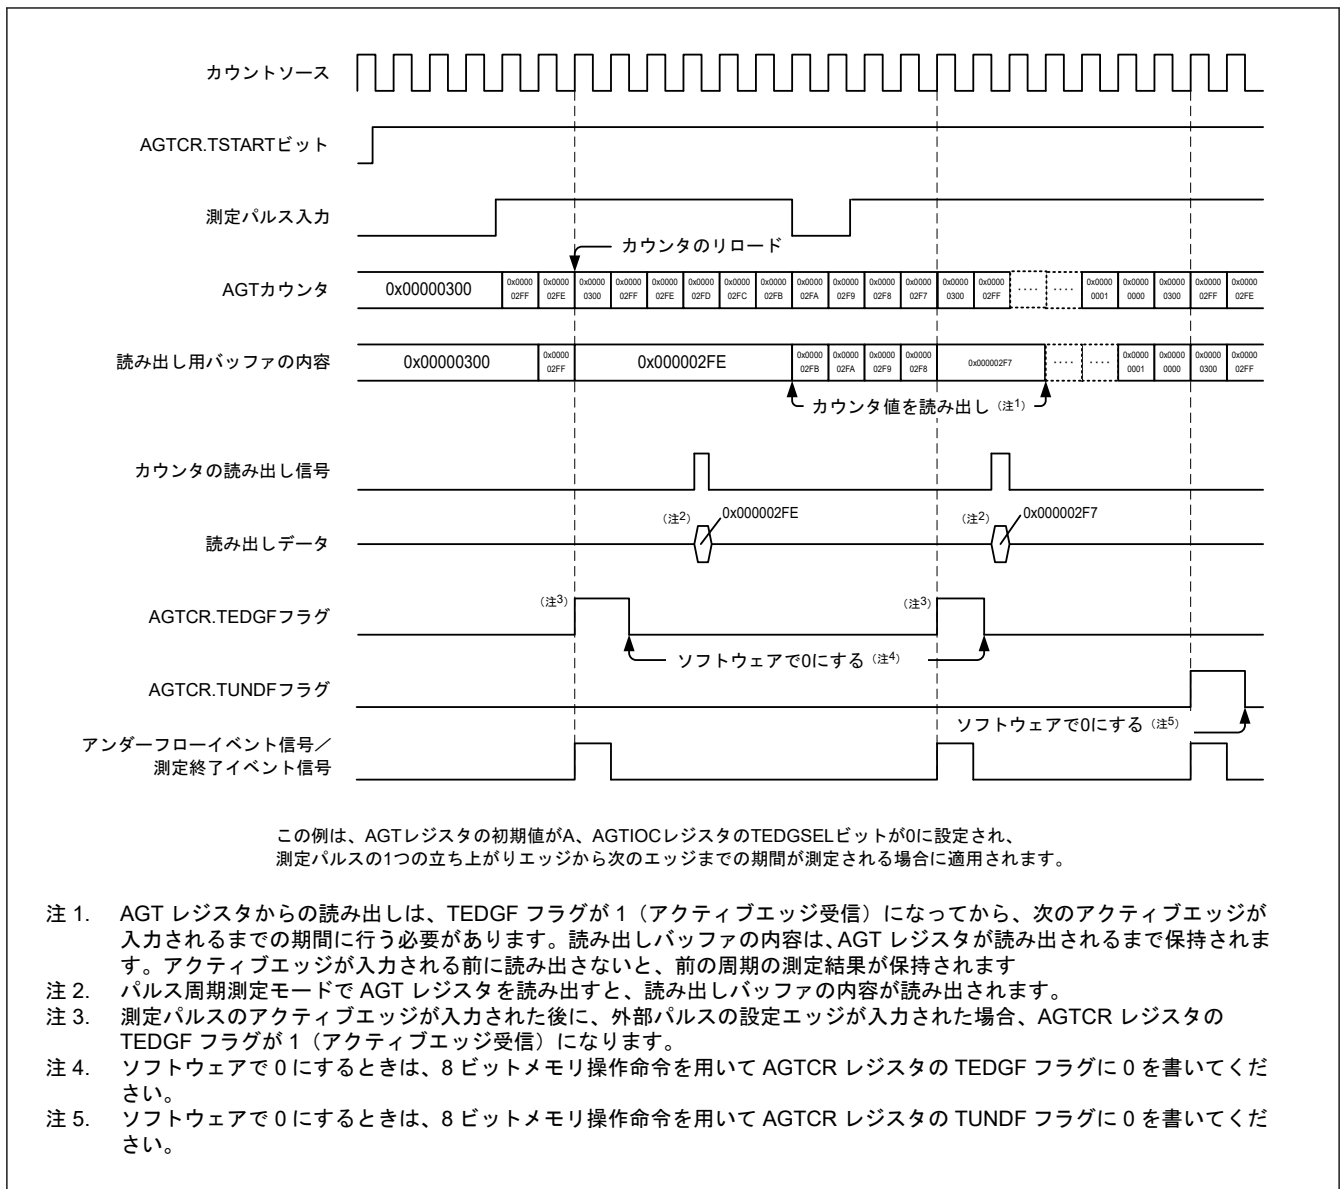 カウントソース
AGTCR.TSTARTビット
測定パルス入力
カウンタのリロード
AGTカウンタ
0x00000300
0x0000 02FF
0x0000 02FE
0x0000 0300
0x0000 02FF
0x0000 02FE
0x0000 02FD
0x0000 02FC
0x0000 02FB
0x0000 02FA
0x0000 02F9
0x0000 02F8
0x0000 02F7
0x0000 0300
0x0000 02FF
....
....
0x0000 0001
0x0000 0000
0x0000 0300
0x0000 02FF
0x0000 02FE
読み出し用バッファの内容
0x00000300
0x0000 02FF
0x000002FE
0x0000 02FB
0x0000 02FA
0x0000 02F9
0x0000 02F8
0x000002F7
....
....
0x0000 0001
0x0000 0000
0x0000 0300
0x0000 02FF
カウンタ値を読み出し（注1）
カウンタの読み出し信号
（注2） 0x000002FE
（注2） 0x000002F7
読み出しデータ
（注3）
（注3）
AGTCR.TEDGFフラグ
ソフトウェアで0にする（注4）
AGTCR.TUNDFフラグ
ソフトウェアで0にする（注5）
アンダーフローイベント信号／
測定終了イベント信号
この例は、AGTレジスタの初期値がA、AGTIOCレジスタのTEDGSELビットが0に設定され、
測定パルスの1つの立ち上がりエッジから次のエッジまでの期間が測定される場合に適用されます。
注 1. AGT レジスタからの読み出しは、TEDGF フラグが 1（アクティブエッジ受信）になってから、次のアクティブエッジが
入力されるまでの期間に行う必要があります。読み出しバッファの内容は、AGT レジスタが読み出されるまで保持されま
す。アクティブエッジが入力される前に読み出さないと、前の周期の測定結果が保持されます
注 2. パルス周期測定モードで AGT レジスタを読み出すと、読み出しバッファの内容が読み出されます。
注 3. 測定パルスのアクティブエッジが入力された後に、外部パルスの設定エッジが入力された場合、AGTCR レジスタの
TEDGF フラグが 1（アクティブエッジ受信）になります。
注 4. ソフトウェアで 0 にするときは、8 ビットメモリ操作命令を用いて AGTCR レジスタの TEDGF フラグに 0 を書いてくだ
さい。
注 5. ソフトウェアで 0 にするときは、8 ビットメモリ操作命令を用いて AGTCR レジスタの TUNDF フラグに 0 を書いてくだ
さい。